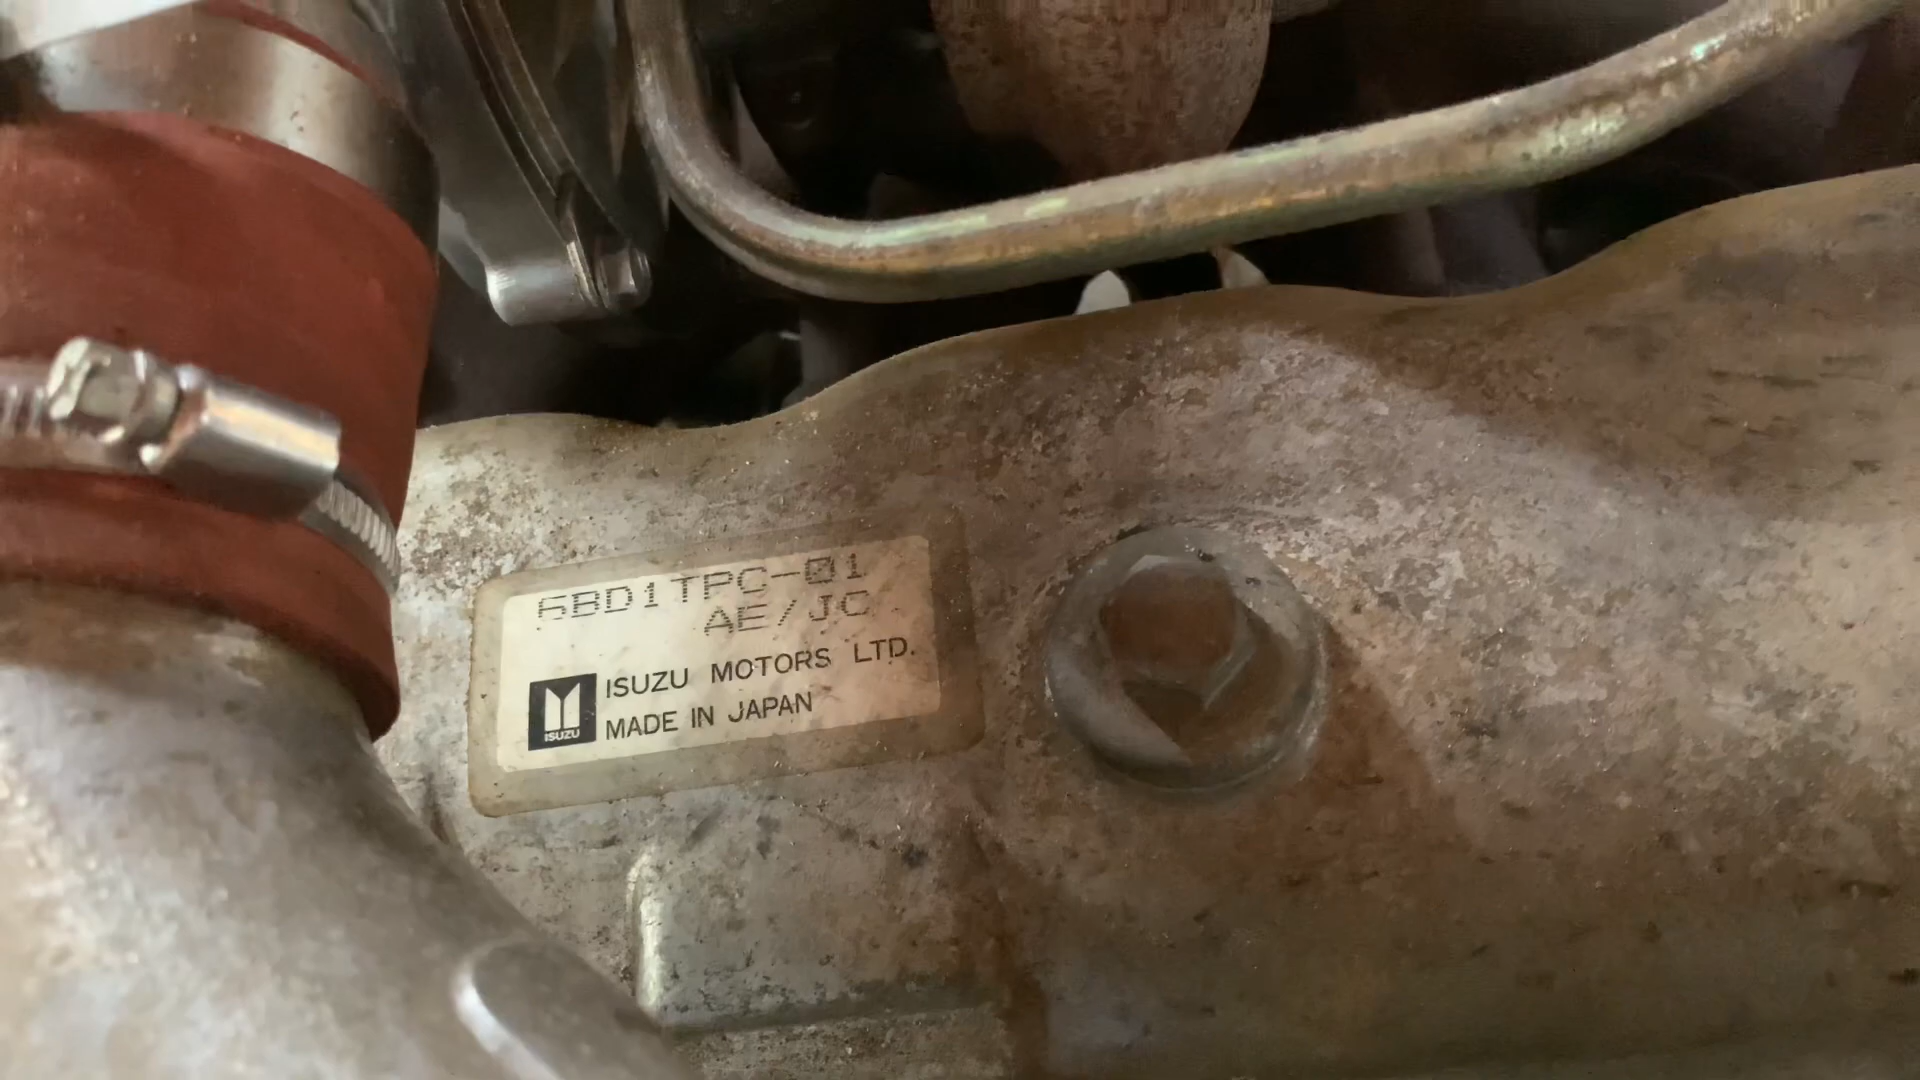 6BD1TPC-01
AE/JC
ISUZU MOTORS LTD.
ISUZU
MADE IN JAPAN